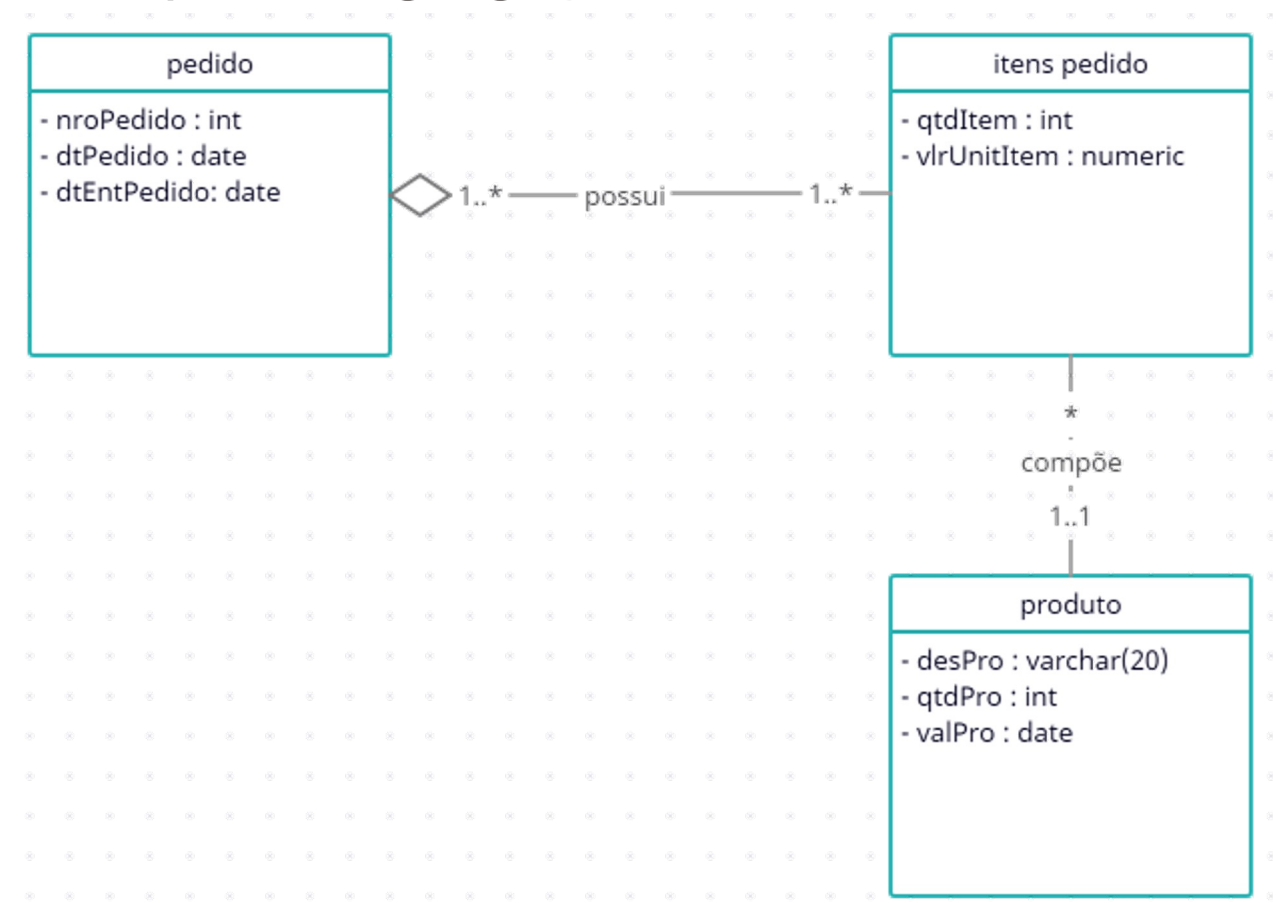 pedido
- nroPedido : int
- dtPedido : date
- dtEntPedido: date
1..* possui 1..*
itens pedido
- qtdItem : int
- vlrUnitItem : numeric
*
compõe
1..1
produto
- desPro : varchar(20)
- qtdPro : int
- valPro : date